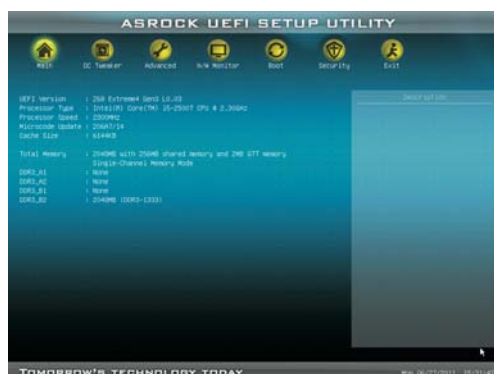 ASROCK UEFI SETUP UTILITY
Main OC Tweaker Advanced H/W Monitor Boot Security Exit
Description
UEFI Version : Z68 Extreme4 Gen3 L0.03
Processor Type : Intel(R) Core(TM) i5-2500T CPU @ 2.30GHz
Processor Speed : 2300MHz
Microcode Update : 206A7/14
Cache Size : 6144KB
Total Memory : 2048MB with 256MB shared memory and 2MB GTT memory
Single-Channel Memory Mode
DDR3_A1 : None
DDR3_A2 : None
DDR3_B1 : None
DDR3_B2 : 2048MB (DDR3-1333)
TOMORROW'S TECHNOLOGY TODAY